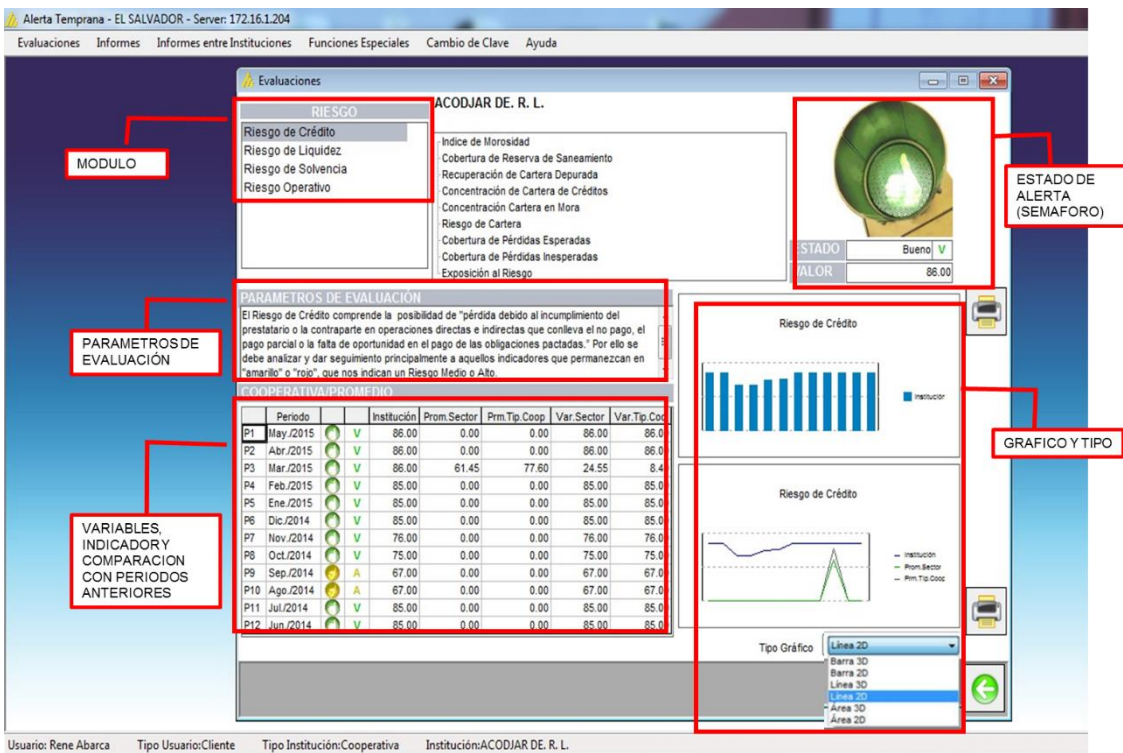 Alerta Temprana - EL SALVADOR - Server: 172.16.1.204
Evaluaciones Informes Informes entre Instituciones Funciones Especiales Cambio de Clave Ayuda
Evaluaciones
RIESGO
Riesgo de Crédito
Riesgo de Liquidez
Riesgo de Solvencia
Riesgo Operativo
MODULO
ACODJAR DE. R. L.
Indice de Morosidad
Cobertura de Reserva de Saneamiento
Recuperación de Cartera Depurada
Concentración de Cartera de Créditos
Concentración Cartera en Mora
Riesgo de Cartera
Cobertura de Pérdidas Esperadas
Cobertura de Pérdidas Inesperadas
Exposición al Riesgo
ESTADO Bueno V
VALOR 86.00
ESTADO DE
ALERTA
(SEMAFORO)
PARAMETROS DE EVALUACIÓN
El Riesgo de Crédito comprende la posibilidad de "pérdida debido al incumplimiento del
prestatario o la contraparte en operaciones directas e indirectas que conlleva el no pago, el
pago parcial o la falta de oportunidad en el pago de las obligaciones pactadas." Por ello se
debe analizar y dar seguimiento principalmente a aquellos indicadores que permanezcan en
"amarillo" o "rojo", que nos indican un Riesgo Medio o Alto.
PARAMETROS DE
EVALUACIÓN
COOPERATIVA/PROMEDIO
Periodo Institución Prom.Sector Prm.Tip.Coop Var.Sector Var.Tip.Coo
P1 May./2015 V 86.00 0.00 0.00 86.00 86.0
P2 Abr./2015 V 86.00 0.00 0.00 86.00 86.0
P3 Mar./2015 V 86.00 61.45 77.60 24.55 8.4
P4 Feb./2015 V 85.00 0.00 0.00 85.00 85.0
P5 Ene./2015 V 85.00 0.00 0.00 85.00 85.0
P6 Dic./2014 V 85.00 0.00 0.00 85.00 85.0
P7 Nov./2014 V 76.00 0.00 0.00 76.00 76.0
P8 Oct./2014 V 75.00 0.00 0.00 75.00 75.0
P9 Sep./2014 A 67.00 0.00 0.00 67.00 67.0
P10 Ago./2014 A 67.00 0.00 0.00 67.00 67.0
P11 Jul./2014 V 85.00 0.00 0.00 85.00 85.0
P12 Jun./2014 V 85.00 0.00 0.00 85.00 85.0
VARIABLES,
INDICADOR Y
COMPARACION
CON PERIODOS
ANTERIORES
Riesgo de Crédito
Institución
GRAFICO Y TIPO
Riesgo de Crédito
Institución
Prom.Sector
Prm.Tip.Coop
Tipo Gráfico Línea 2D
Barra 3D
Barra 2D
Línea 3D
Línea 2D
Área 3D
Área 2D
Usuario: Rene Abarca Tipo Usuario:Cliente Tipo Institución:Cooperativa Institución:ACODJAR DE. R. L.